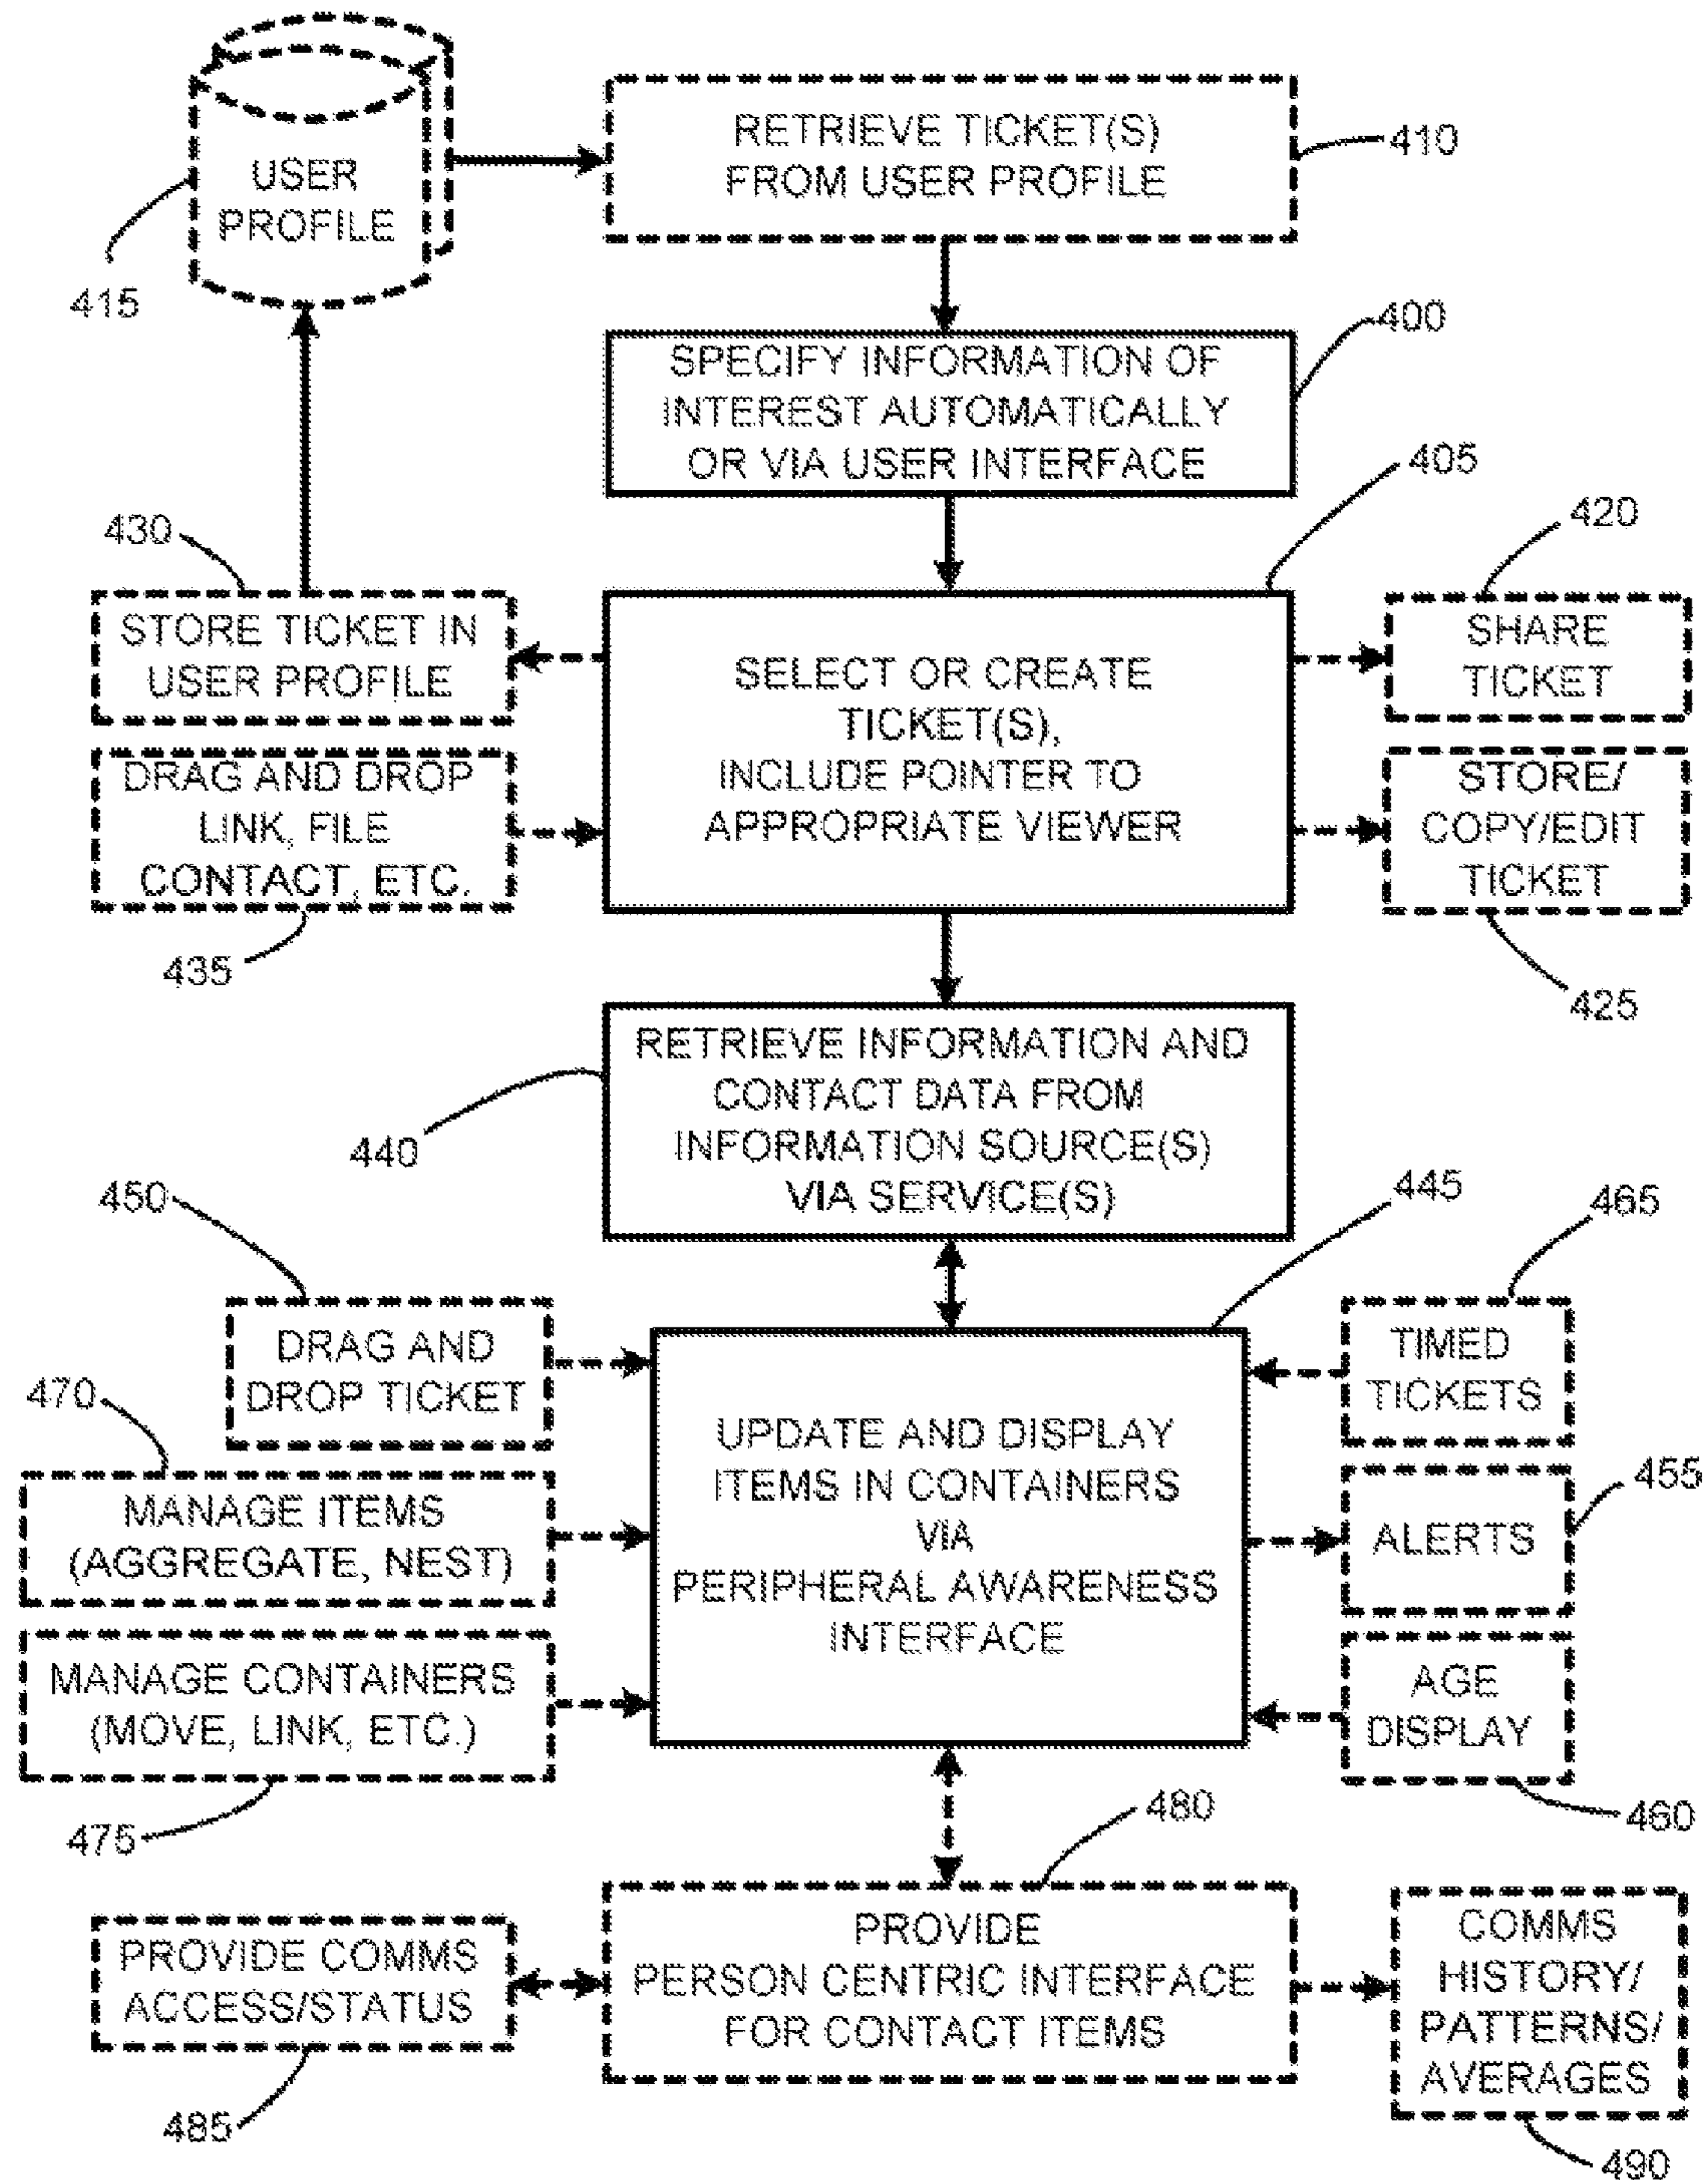 USER
PROFILE
415
RETRIEVE TICKET(S)
FROM USER PROFILE
410
SPECIFY INFORMATION OF
INTEREST AUTOMATICALLY
OR VIA USER INTERFACE
400
405
430
STORE TICKET IN
USER PROFILE
SELECT OR CREATE
TICKET(S),
INCLUDE POINTER TO
APPROPRIATE VIEWER
420
SHARE
TICKET
DRAG AND DROP
LINK, FILE
CONTACT, ETC.
435
STORE/
COPY/EDIT
TICKET
425
RETRIEVE INFORMATION AND
CONTACT DATA FROM
INFORMATION SOURCE(S)
VIA SERVICE(S)
440
445
450
DRAG AND
DROP TICKET
465
TIMED
TICKETS
470
MANAGE ITEMS
(AGGREGATE, NEST)
UPDATE AND DISPLAY
ITEMS IN CONTAINERS
VIA
PERIPHERAL AWARENESS
INTERFACE
455
ALERTS
MANAGE CONTAINERS
(MOVE, LINK, ETC.)
475
AGE
DISPLAY
460
480
PROVIDE COMMS
ACCESS/STATUS
485
PROVIDE
PERSON CENTRIC INTERFACE
FOR CONTACT ITEMS
COMMS
HISTORY/
PATTERNS/
AVERAGES
490